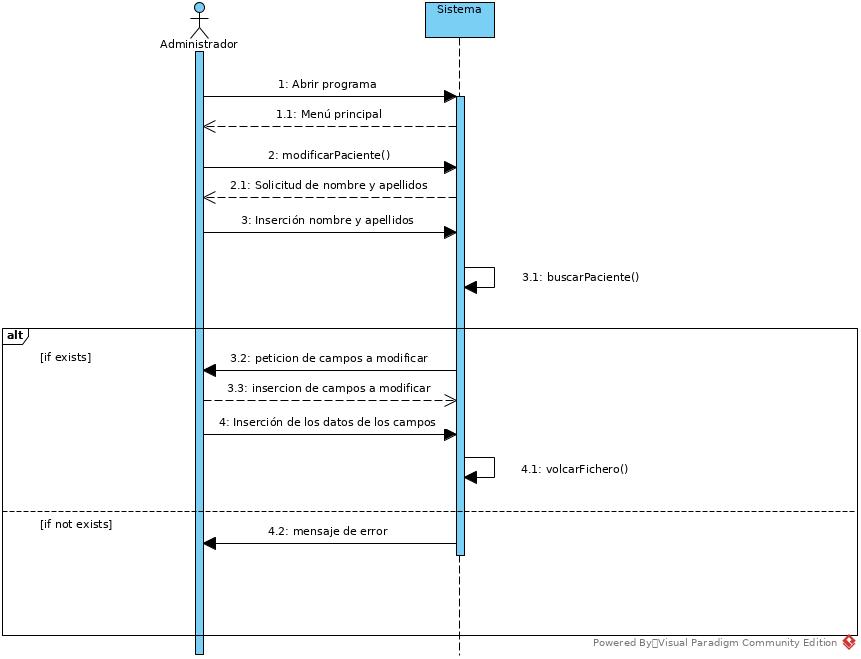 Sistema
Administrador
1: Abrir programa
1.1: Menú principal
2: modificarPaciente()
2.1: Solicitud de nombre y apellidos
3: Inserción nombre y apellidos
3.1: buscarPaciente()
alt
[if exists]
3.2: peticion de campos a modificar
3.3: insercion de campos a modificar
4: Inserción de los datos de los campos
4.1: volcarFichero()
[if not exists]
4.2: mensaje de error
Powered By Visual Paradigm Community Edition